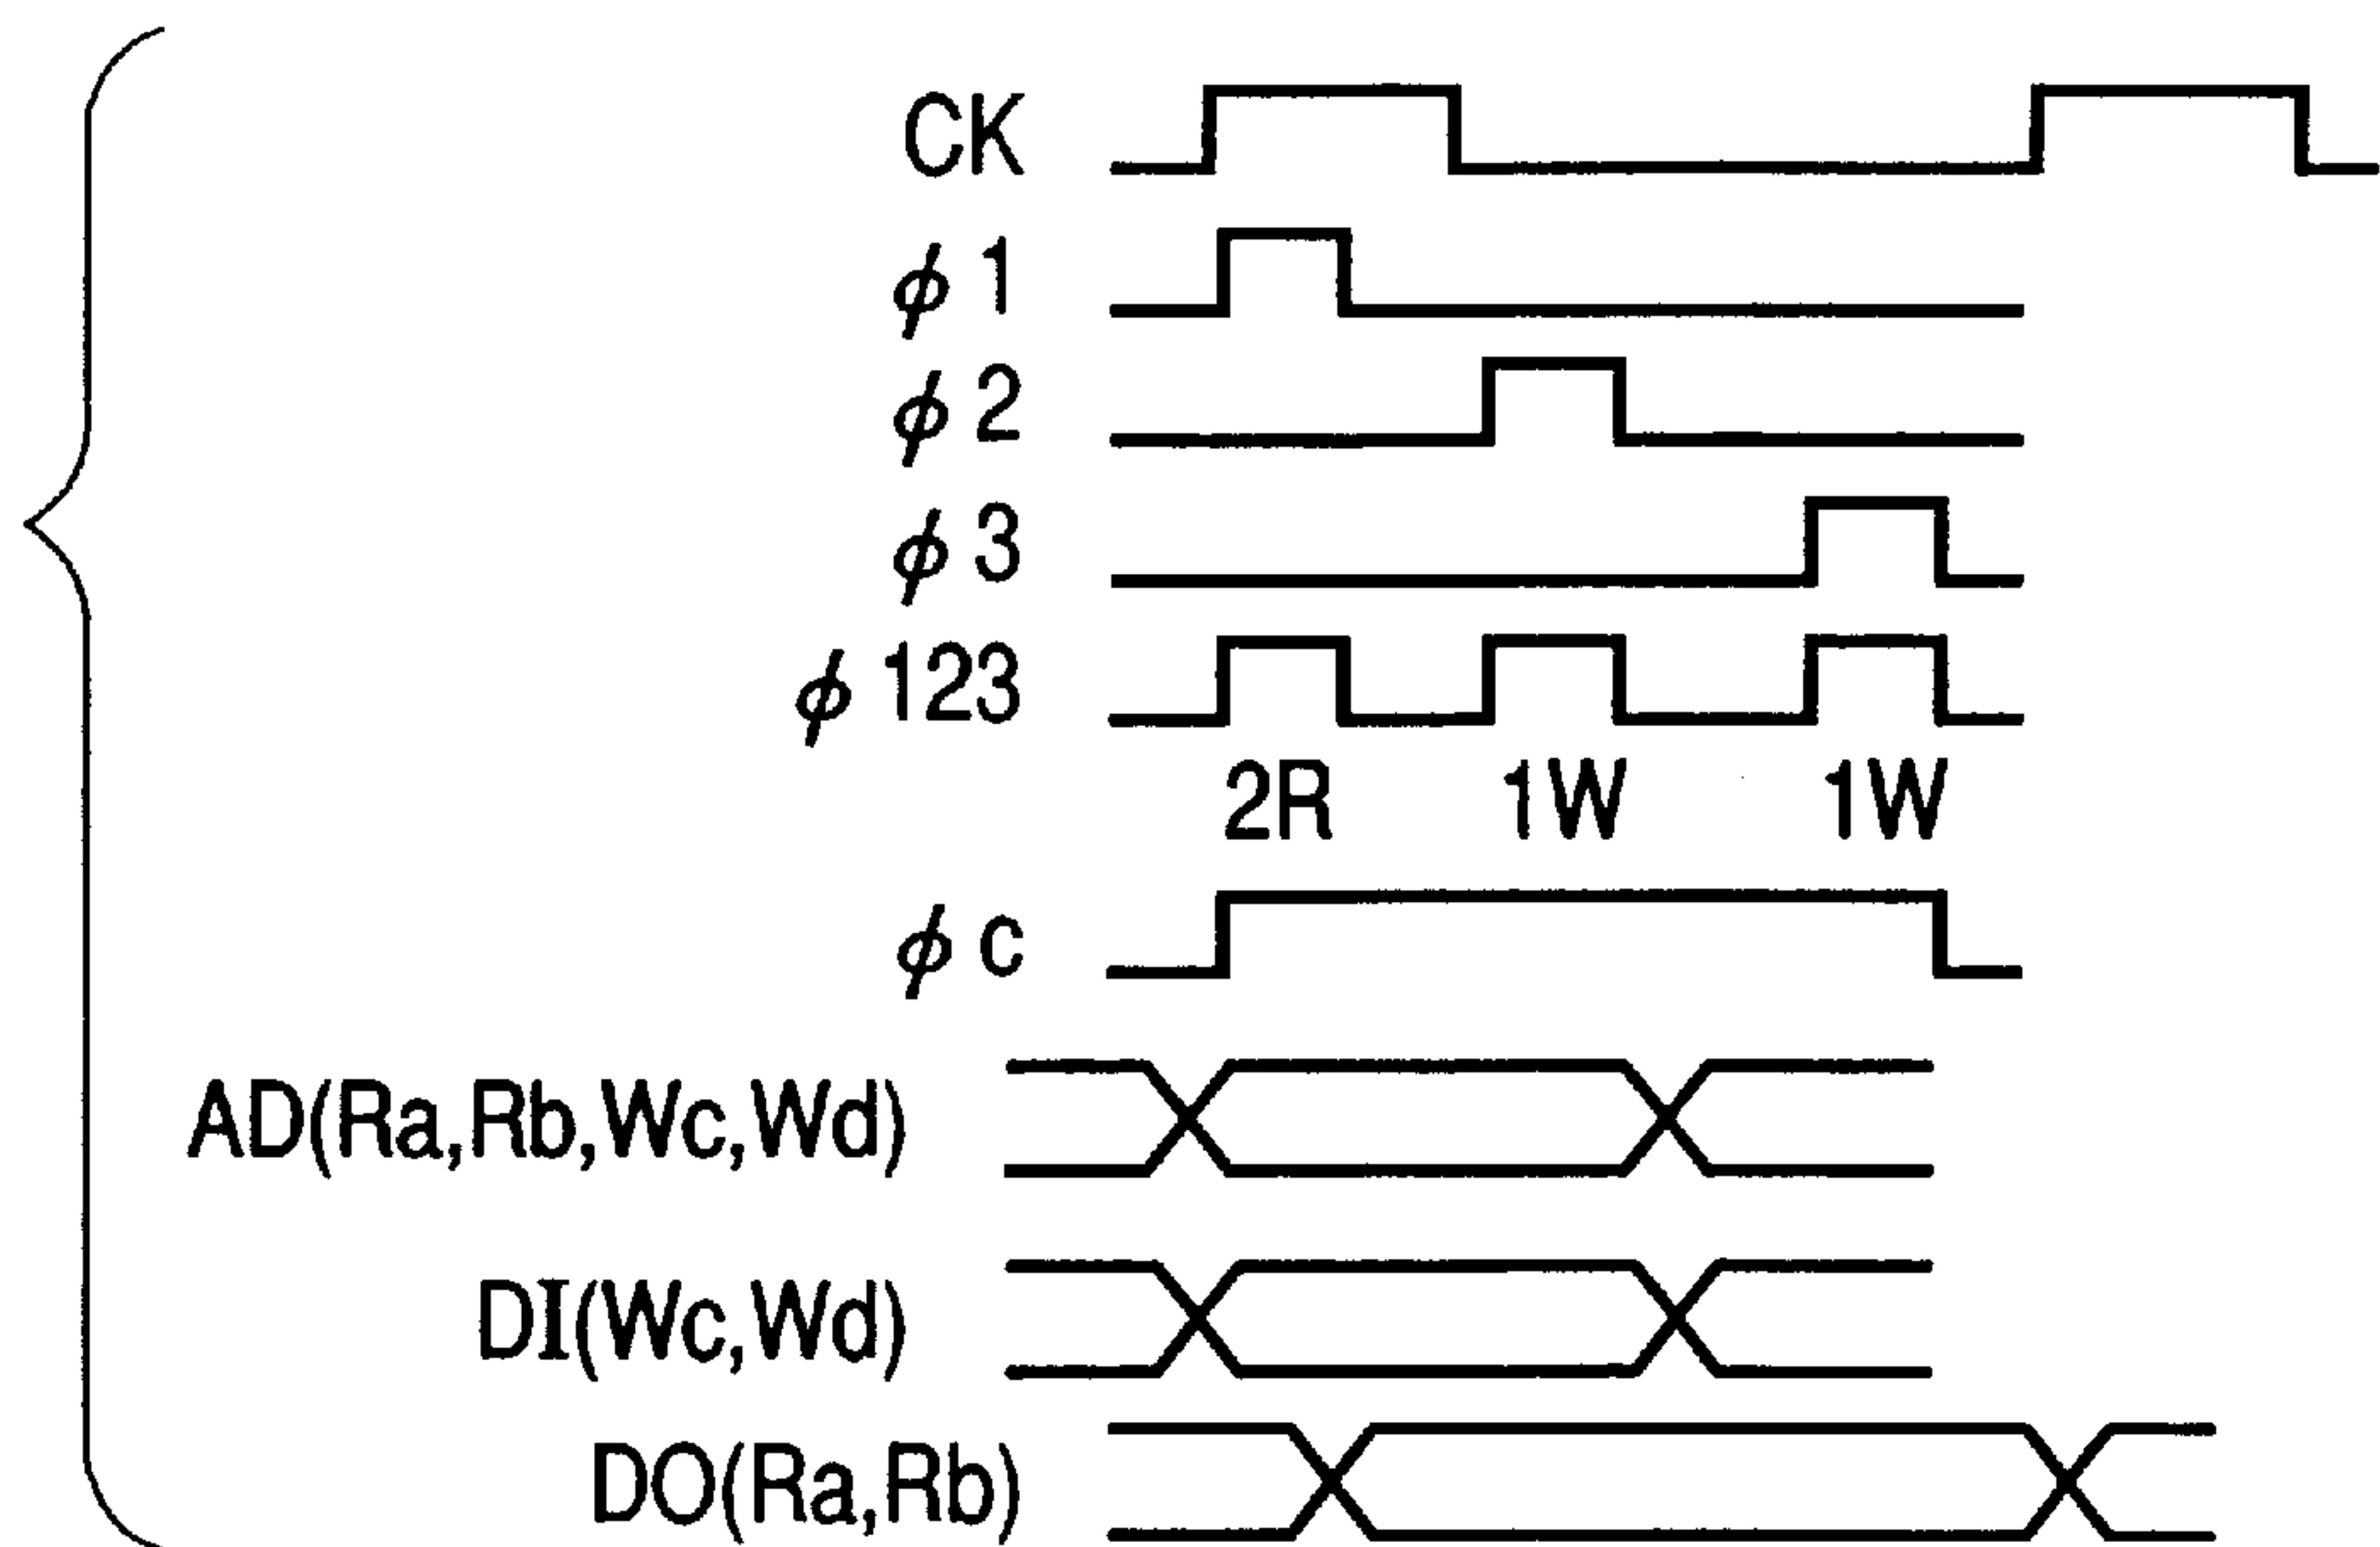 CK
φ1
φ2
φ3
φ123
2R 1W 1W
φc
AD(Ra,Rb,Wc,Wd)
DI(Wc,Wd)
DO(Ra,Rb)